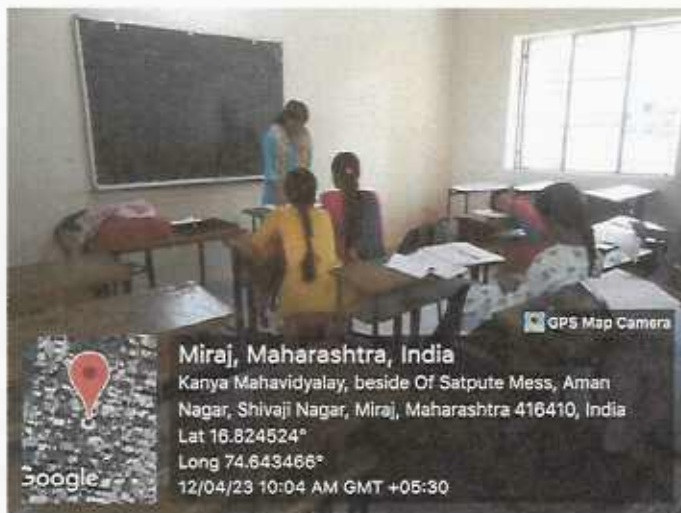 GPS Map Camera
Miraj, Maharashtra, India
Kanya Mahavidyalay, beside Of Satpute Mess, Aman
Nagar, Shivaji Nagar, Miraj, Maharashtra 416410, India
Lat 16.824524°
Long 74.643466°
12/04/23 10:04 AM GMT +05:30
Google